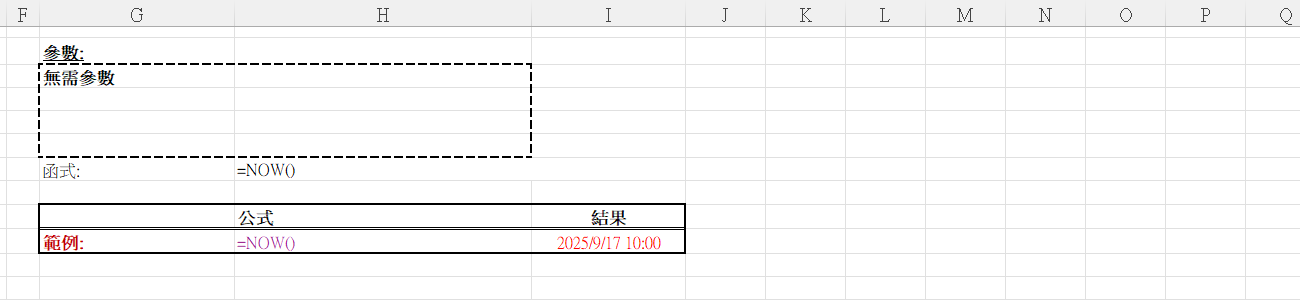 F G H I J K L M N O P Q
參數:
無需參數
函式: =NOW()
公式 結果
範例: =NOW() 2025/9/17 10:00